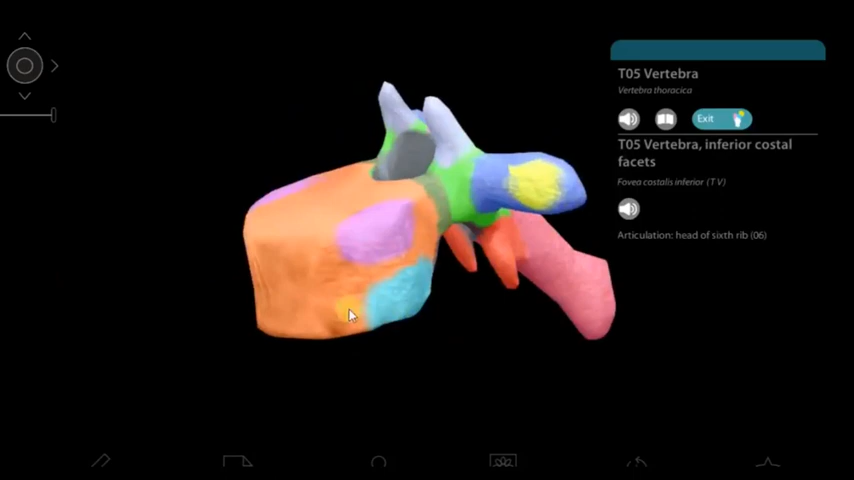 T05 Vertebra
Vertebra thoracica
Exit
T05 Vertebra, inferior costal
facets
Fovea costalis inferior (T V)
Articulation: head of sixth rib (06)